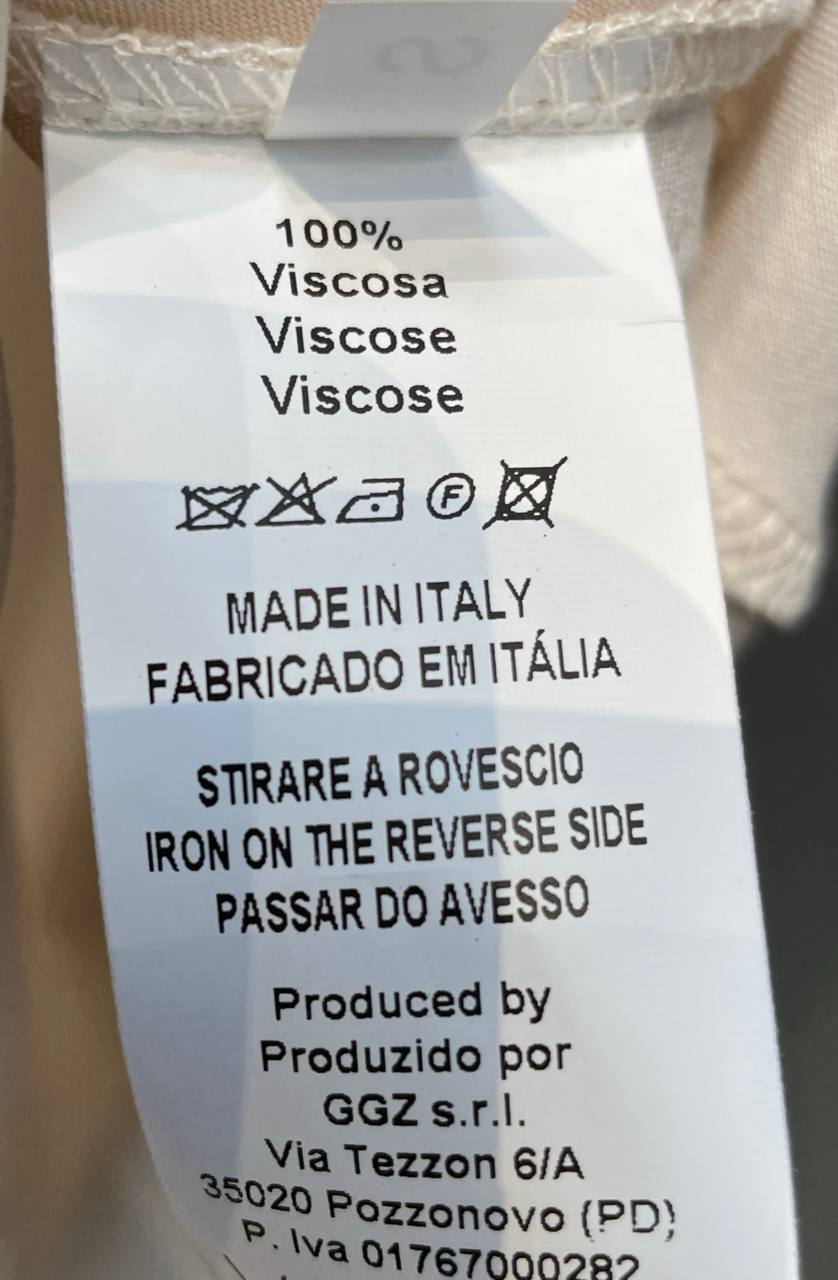 S
100%
Viscosa
Viscose
Viscose
F
MADE IN ITALY
FABRICADO EM ITÁLIA
STIRARE A ROVESCIO
IRON ON THE REVERSE SIDE
PASSAR DO AVESSO
Produced by
Produzido por
GGZ s.r.l.
Via Tezzon 6/A
35020 Pozzonovo (PD)
P. Iva 01767000282